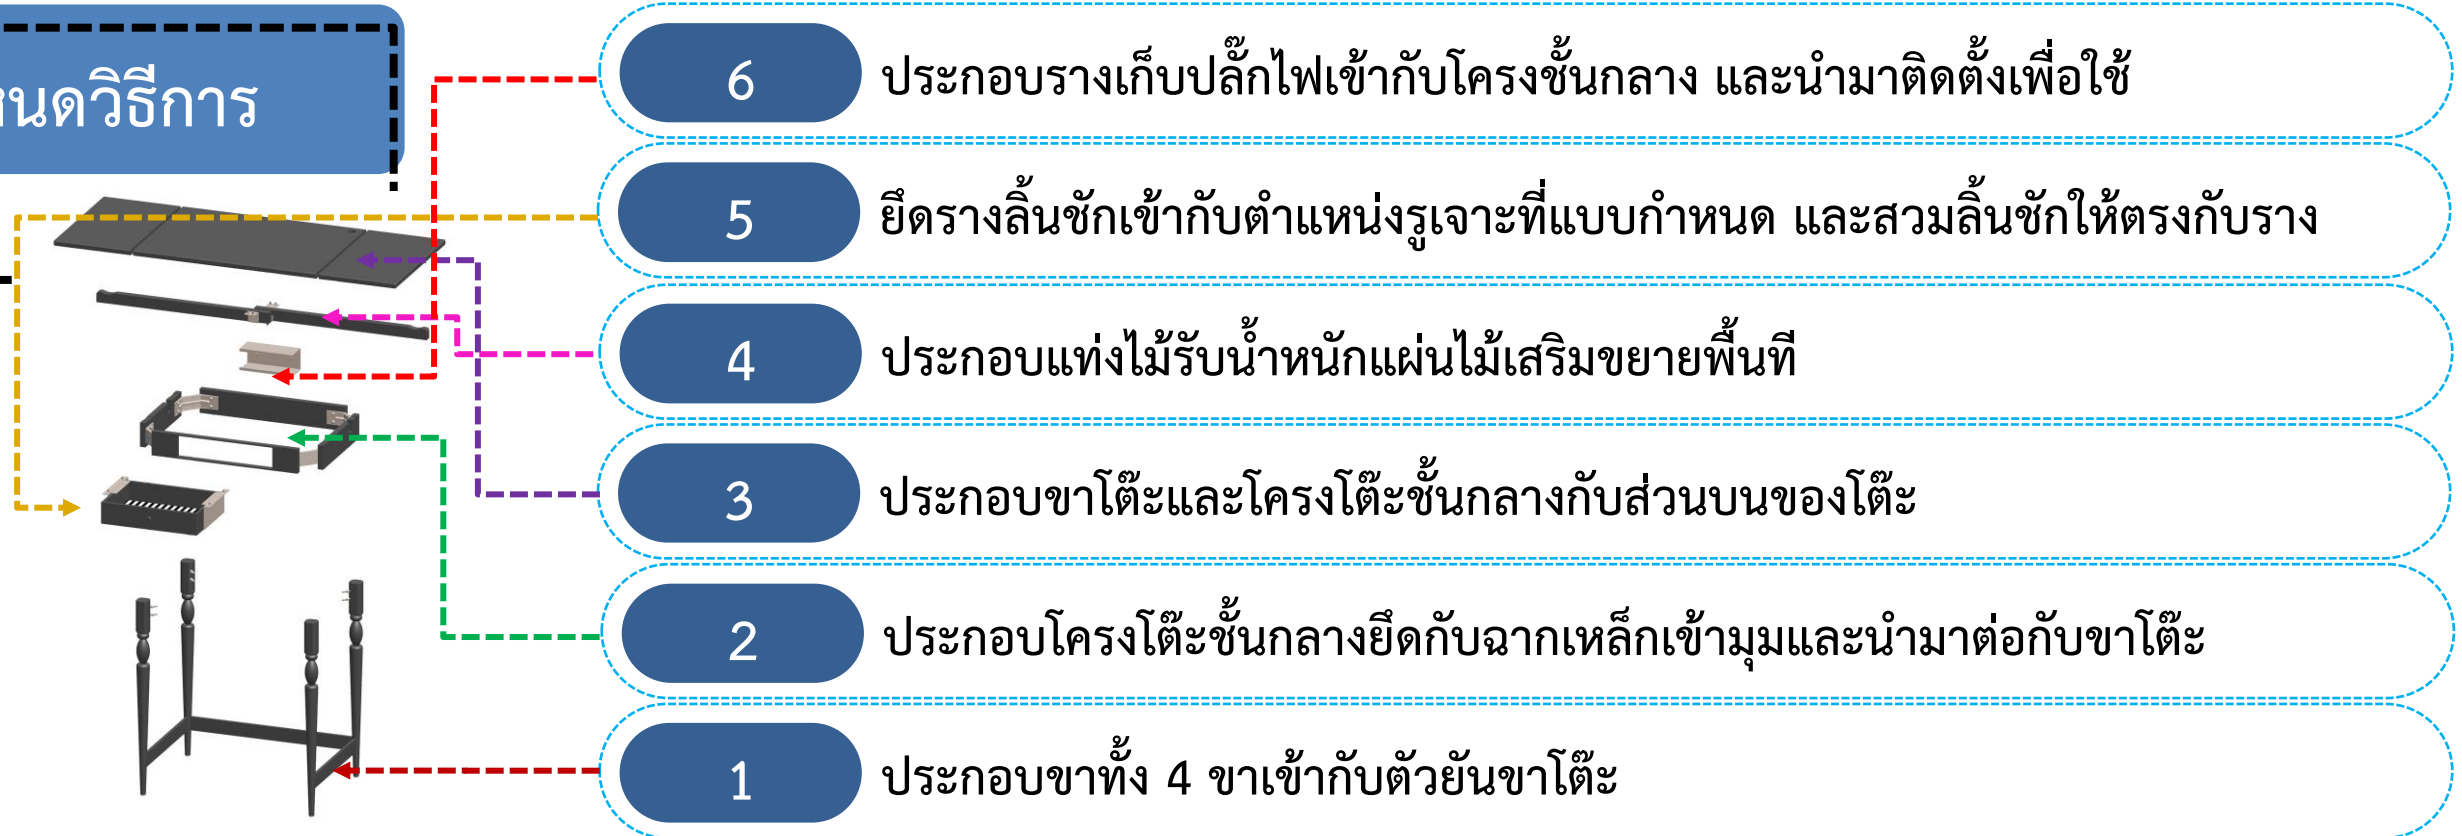 หนดวิธีการ
6 ประกอบรางเก็บปลั๊กไฟเข้ากับโครงชั้นกลาง และนำมาติดตั้งเพื่อใช้
5 ยึดรางลิ้นชักเข้ากับตำแหน่งรูเจาะที่แบบกำหนด และสวมลิ้นชักให้ตรงกับราง
4 ประกอบแท่งไม้รับน้ำหนักแผ่นไม้เสริมขยายพื้นที
3 ประกอบขาโต๊ะและโครงโต๊ะชั้นกลางกับส่วนบนของโต๊ะ
2 ประกอบโครงโต๊ะชั้นกลางยึดกับฉากเหล็กเข้ามุมและนำมาต่อกับขาโต๊ะ
1 ประกอบขาทั้ง 4 ขาเข้ากับตัวยันขาโต๊ะ